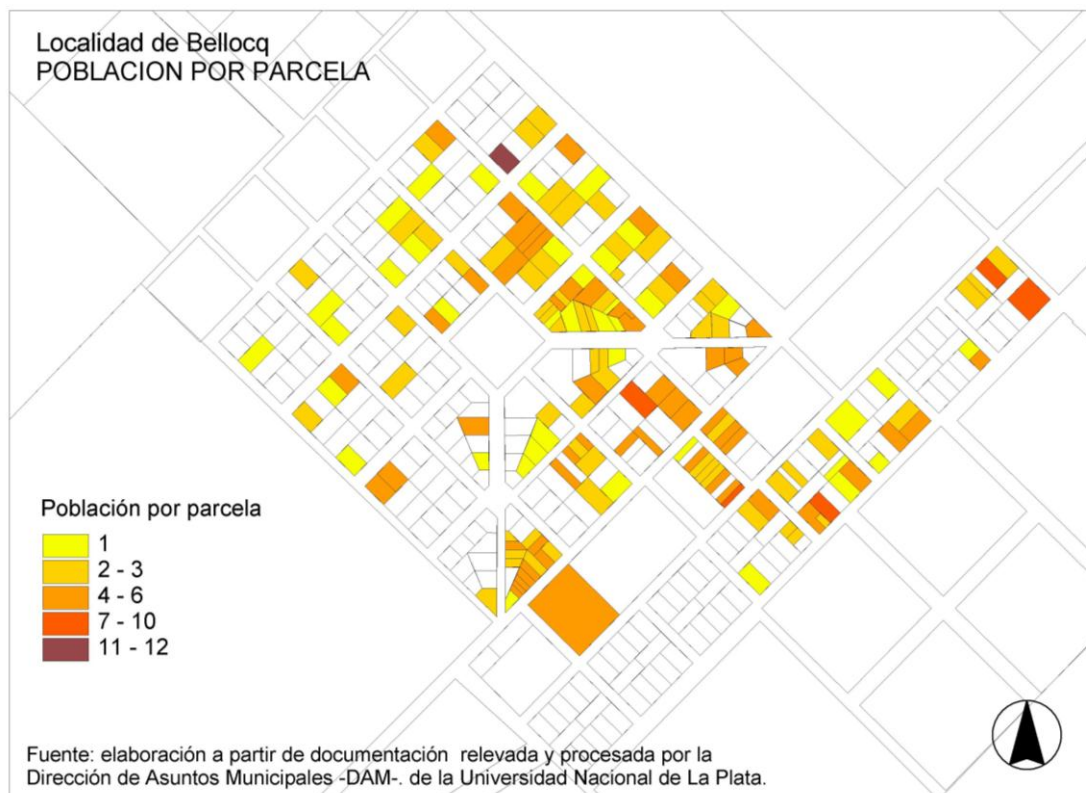 Localidad de Bellocq
POBLACION POR PARCELA
Población por parcela
1
2 - 3
4 - 6
7 - 10
11 - 12
Fuente: elaboración a partir de documentación relevada y procesada por la
Dirección de Asuntos Municipales -DAM-. de la Universidad Nacional de La Plata.